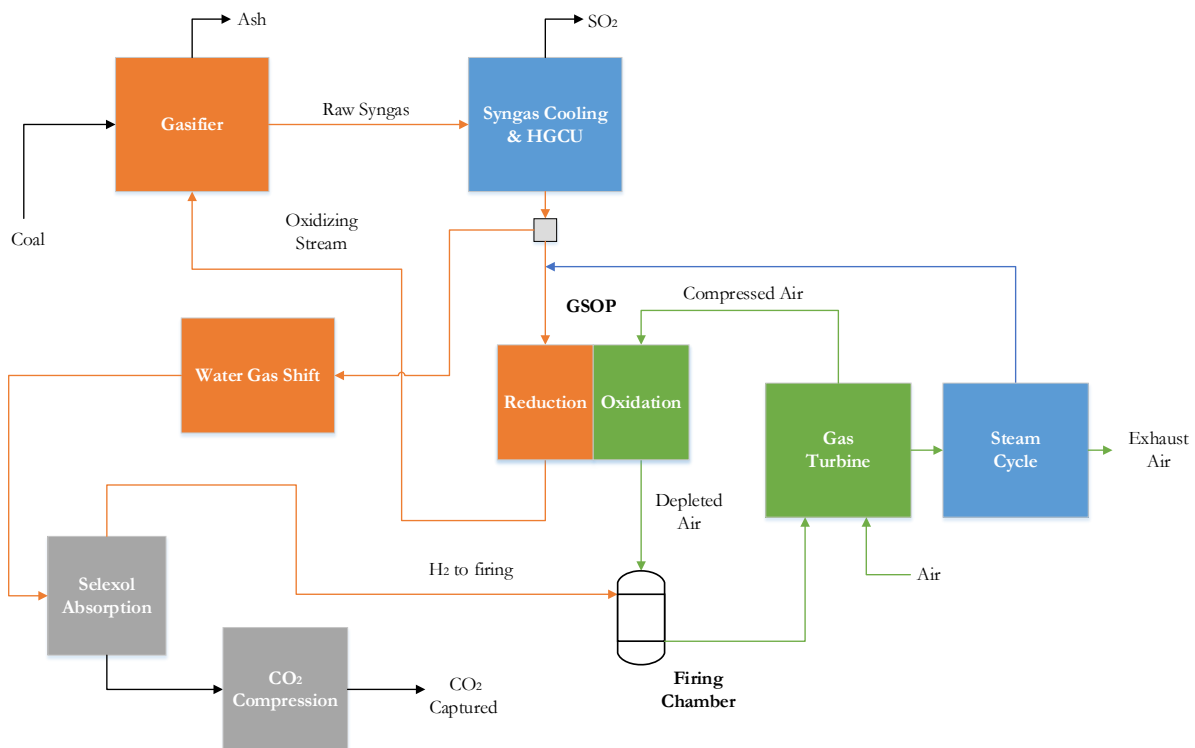 Ash
SO₂
Gasifier
Raw Syngas
Syngas Cooling
& HGCU
Coal
Oxidizing
Stream
GSOP
Compressed Air
Water Gas Shift
Reduction
Oxidation
Gas
Turbine
Steam
Cycle
Exhaust
Air
Depleted
Air
Selexol
Absorption
H₂ to firing
Air
CO₂
Compression
CO₂
Captured
Firing
Chamber